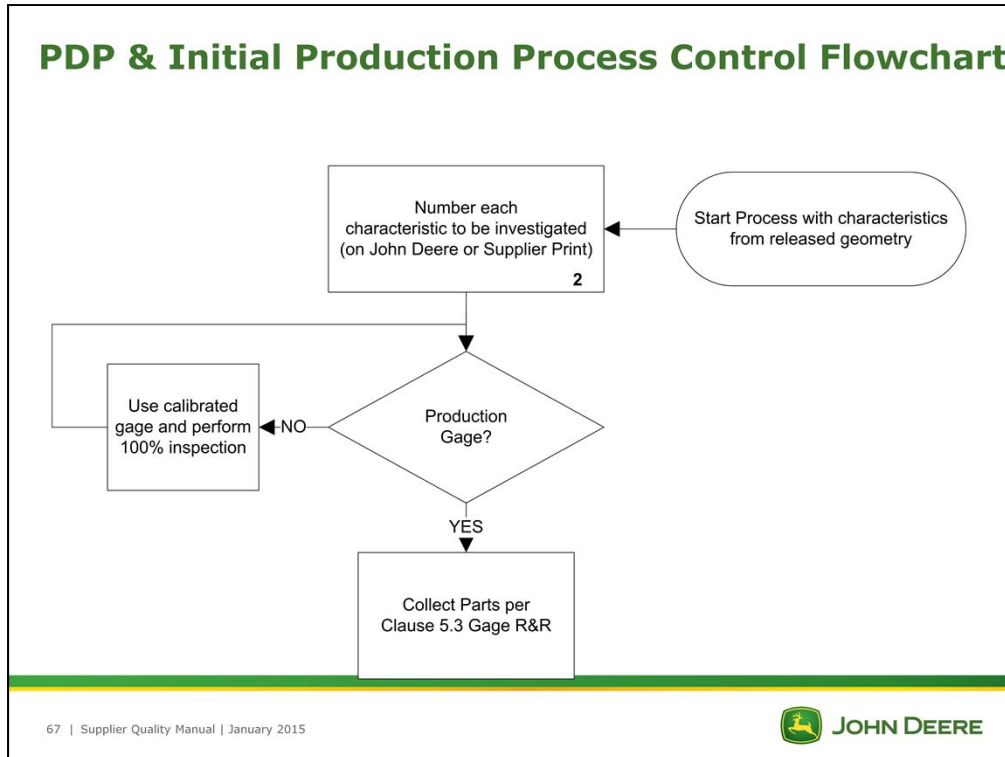 PDP & Initial Production Process Control Flowchart
Start Process with characteristics
from released geometry
Number each
characteristic to be investigated
(on John Deere or Supplier Print)
2
Production
Gage?
NO
Use calibrated
gage and perform
100% inspection
YES
Collect Parts per
Clause 5.3 Gage R&R
67 | Supplier Quality Manual | January 2015
JOHN DEERE